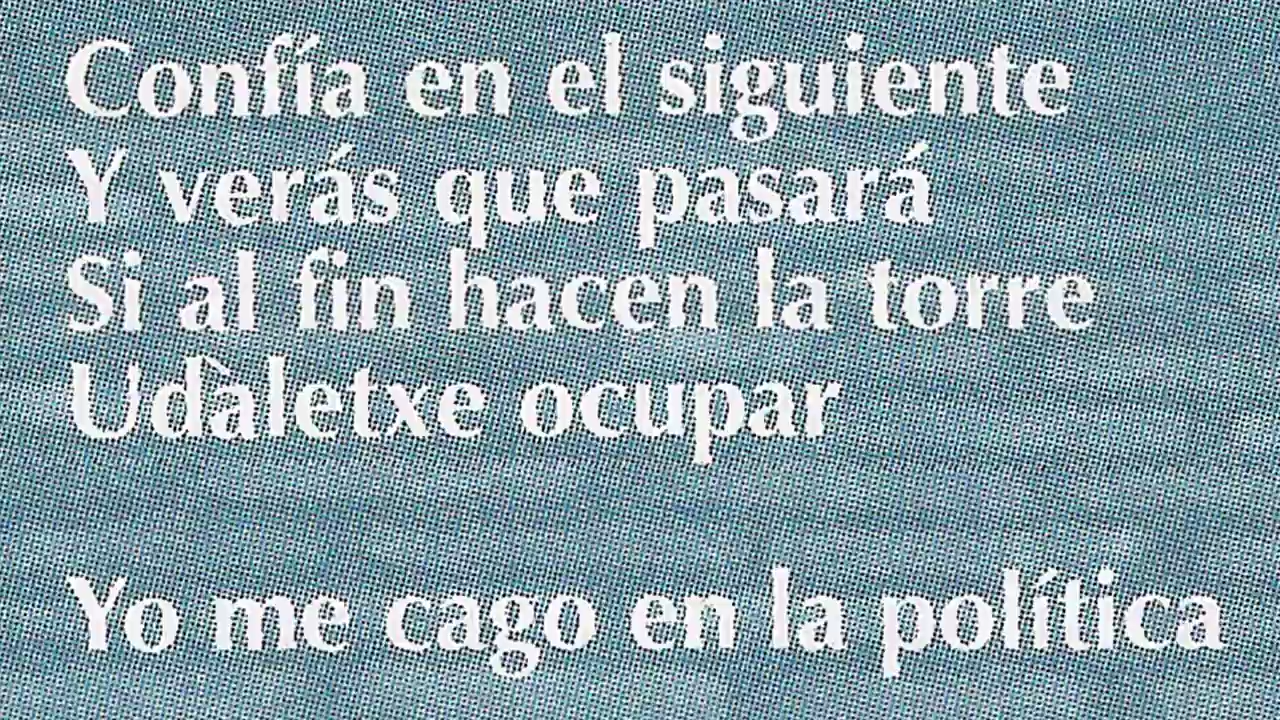 Confía en el siguiente
Y verás que pasará
Si al fin hacen la torre
Udàletxe ocupar
Yo me cago en la política